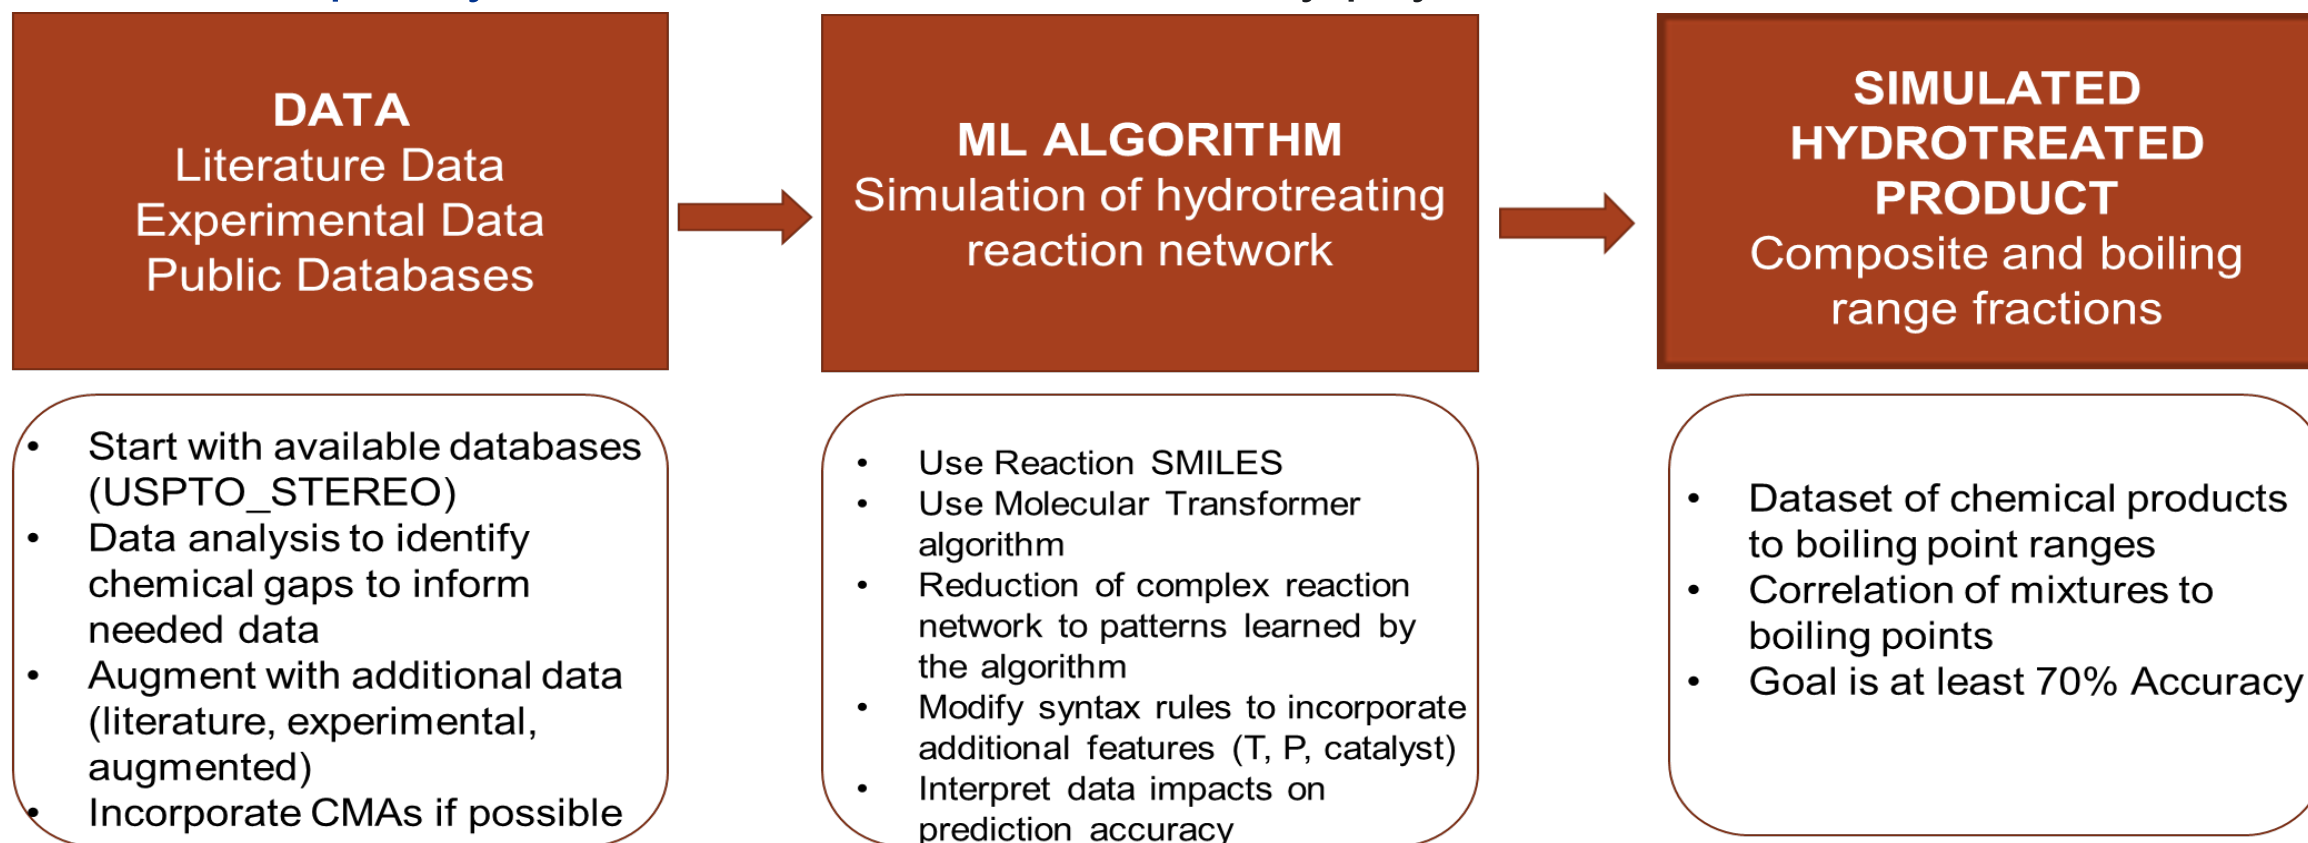 DATA
Literature Data
Experimental Data
Public Databases
ML ALGORITHM
Simulation of hydrotreating
reaction network
SIMULATED
HYDROTREATED
PRODUCT
Composite and boiling
range fractions
• Start with available databases
(USPTO_STEREO)
• Data analysis to identify
chemical gaps to inform
needed data
• Augment with additional data
(literature, experimental,
augmented)
• Incorporate CMAs if possible
• Use Reaction SMILES
• Use Molecular Transformer
algorithm
• Reduction of complex reaction
network to patterns learned by
the algorithm
• Modify syntax rules to incorporate
additional features (T, P, catalyst)
• Interpret data impacts on
prediction accuracy
• Dataset of chemical products
to boiling point ranges
• Correlation of mixtures to
boiling points
• Goal is at least 70% Accuracy